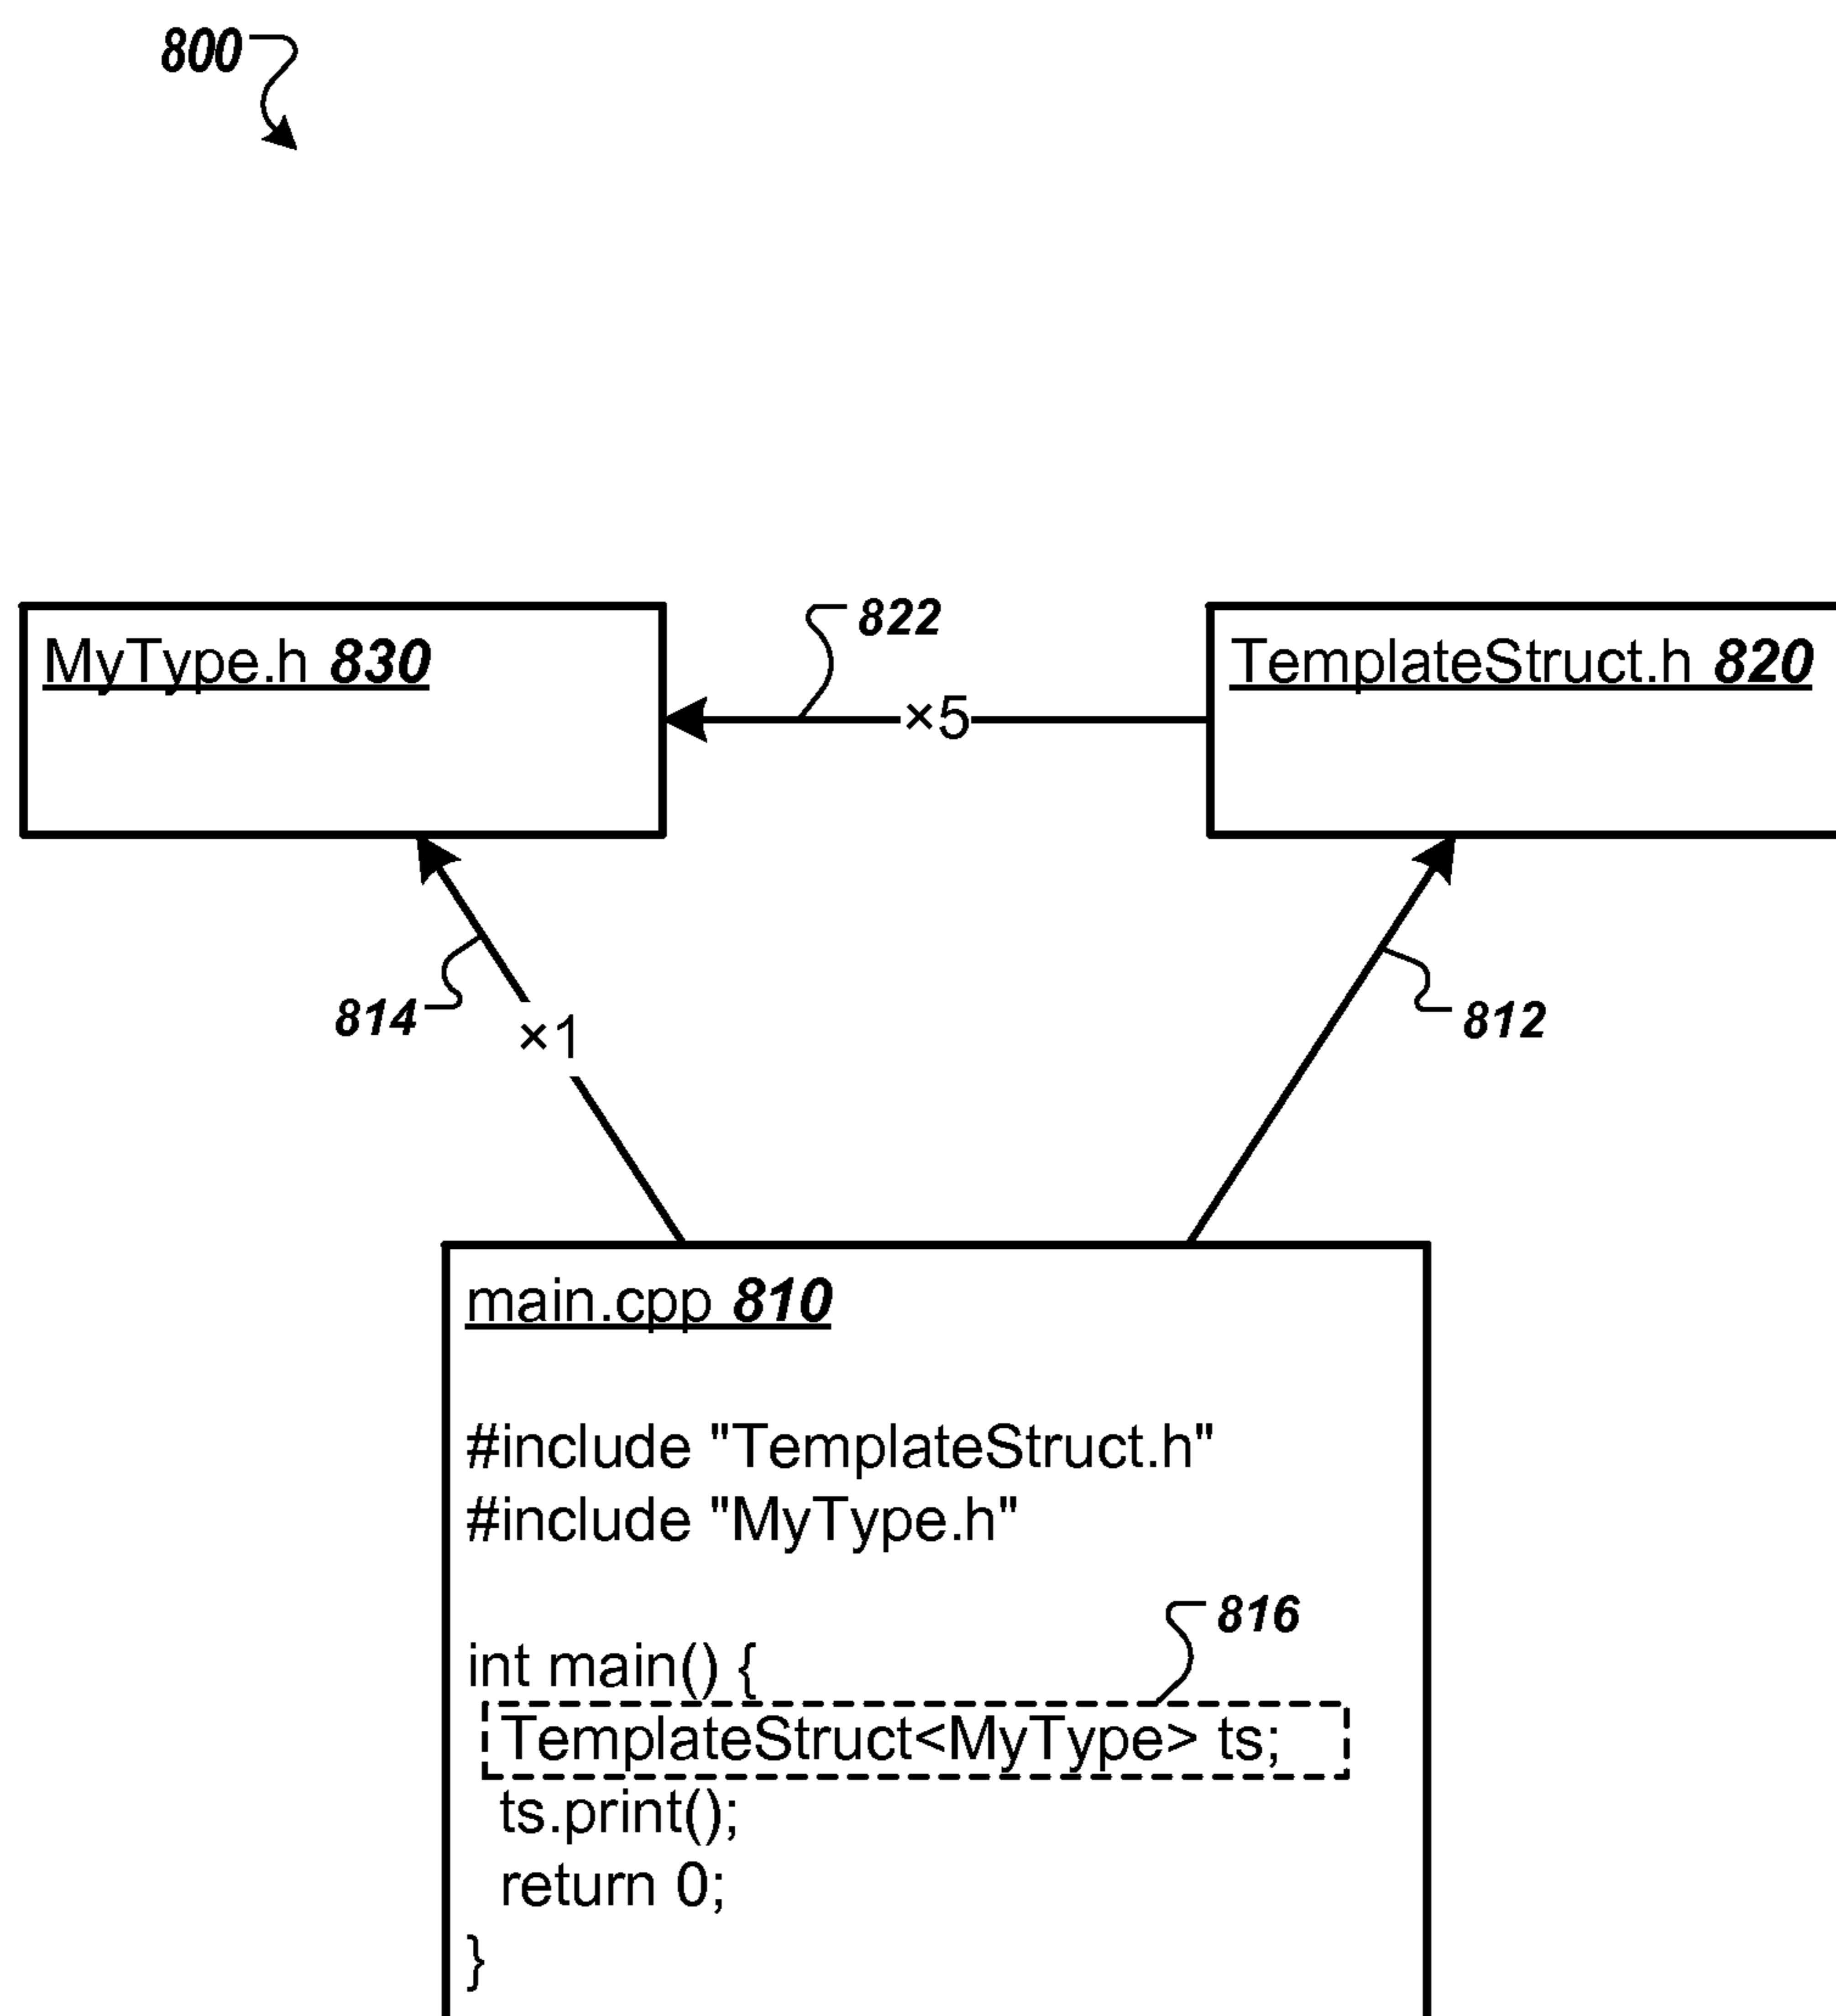 800
822
MyType.h 830
TemplateStruct.h 820
×5
814
812
×1
main.cpp 810
#include "TemplateStruct.h"
#include "MyType.h"
816
int main() {
TemplateStruct<MyType> ts;
ts.print();
return 0;
}